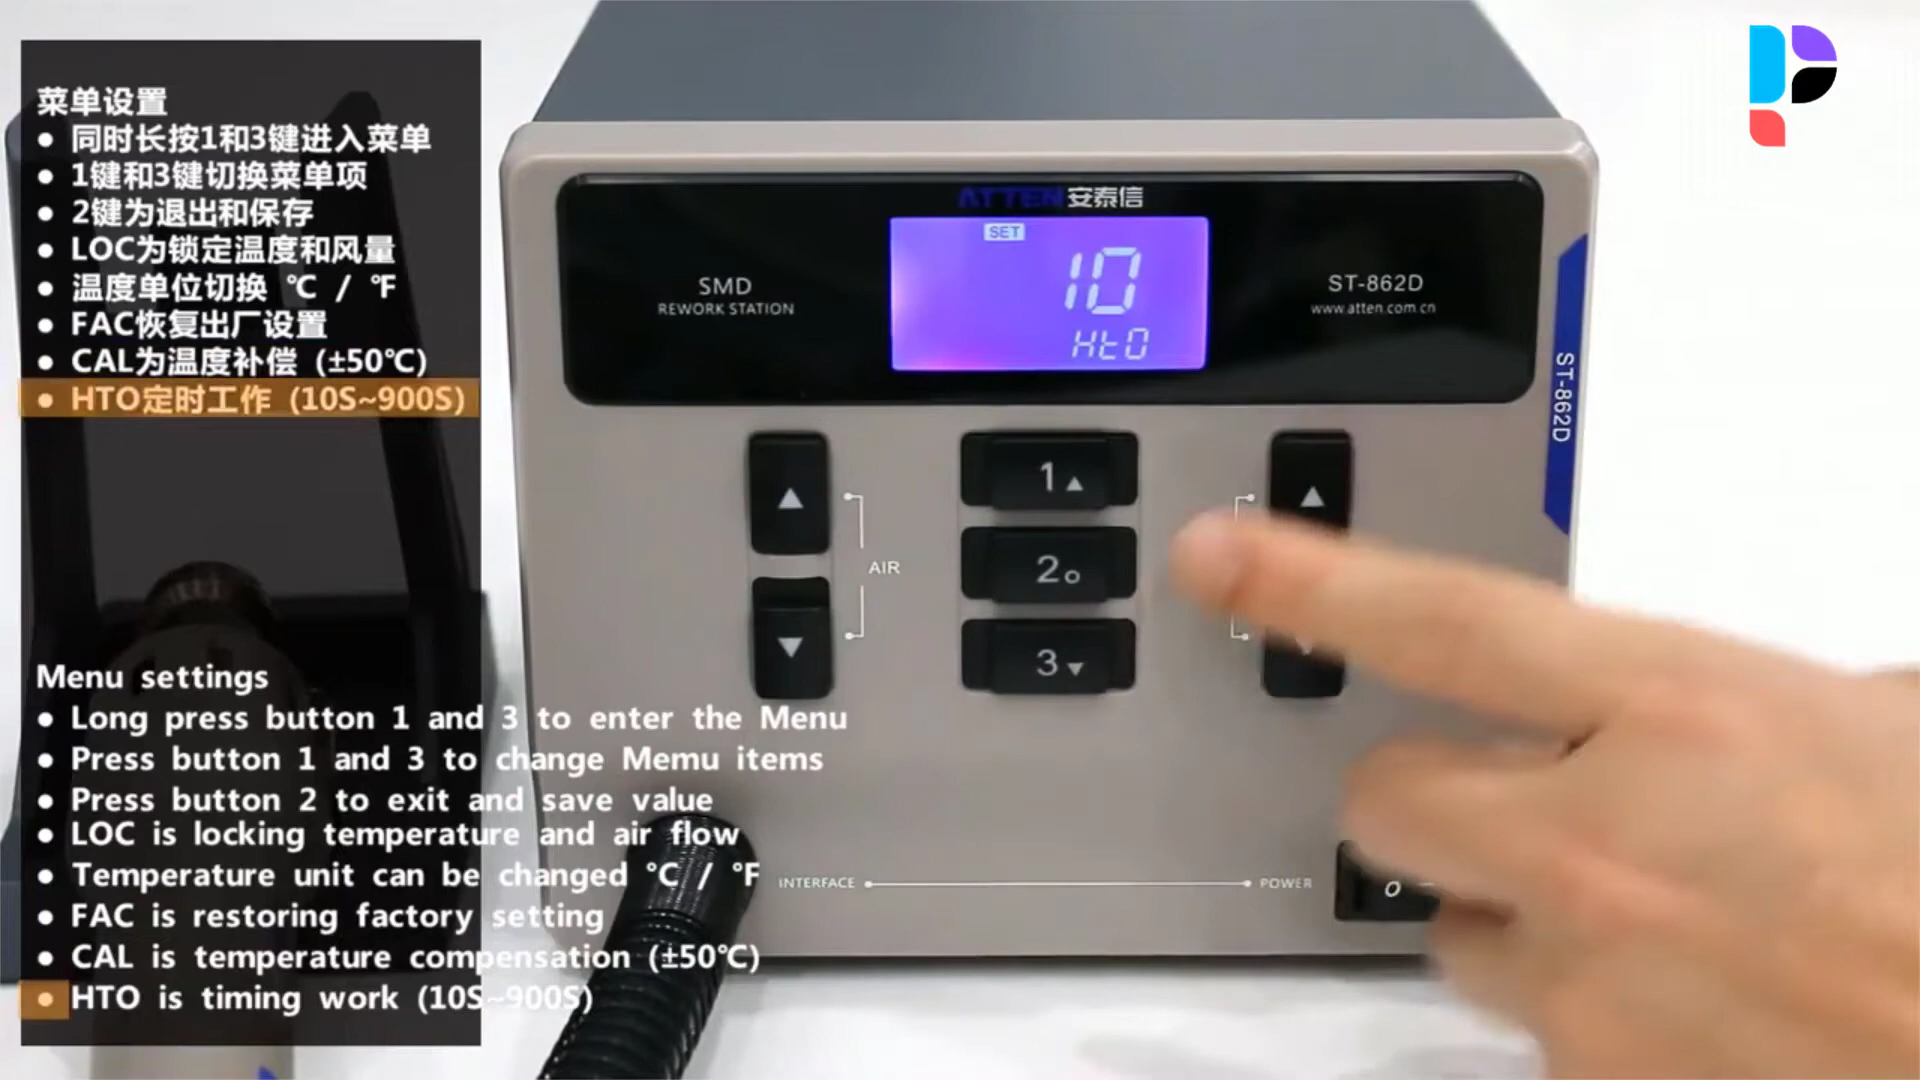 菜单设置
● 同时长按1和3键进入菜单
● 1键和3键切换菜单项
● 2键为退出和保存
● LOC为锁定温度和风量
● 温度单位切换 ℃ / ℉
● FAC恢复出厂设置
● CAL为温度补偿 (±50℃)
● HTO定时工作 (10S~900S)
Menu settings
● Long press button 1 and 3 to enter the Menu
● Press button 1 and 3 to change Memu items
● Press button 2 to exit and save value
● LOC is locking temperature and air flow
● Temperature unit can be changed ℃ / ℉
● FAC is restoring factory setting
● CAL is temperature compensation (±50℃)
● HTO is timing work (10S~900S)
ATTEN 安泰信
SMD
REWORK STATION
SET
10
HtO
ST-862D
www.atten.com.cn
ST-862D
▲
1▲
▲
AIR
2○
▼
3▼
▼
INTERFACE
POWER
O –